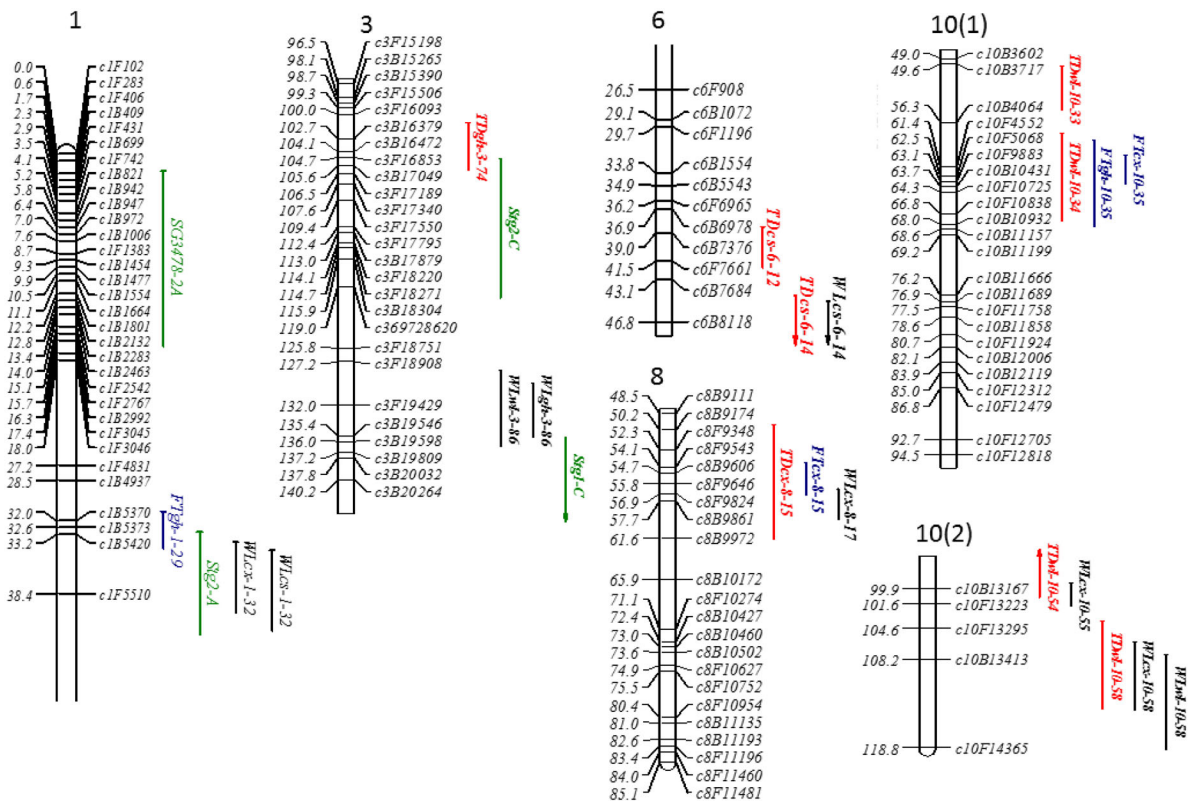 1
0.0 c1F102
0.6 c1F283
1.7 c1F406
2.3 c1B409
2.9 c1F431
3.5 c1B699
4.1 c1F742
5.2 c1B821
5.8 c1B942
6.4 c1B947
7.0 c1B972
7.6 c1B1006
8.7 c1F1383
9.3 c1B1454
9.9 c1B1477
10.5 c1B1554
11.1 c1B1664
12.2 c1B1801
12.8 c1B2132
13.4 c1B2283
14.0 c1B2463
15.1 c1F2542
15.7 c1F2767
16.3 c1B2992
17.4 c1F3045
18.0 c1F3046
27.2 c1F4831
28.5 c1B4937
32.0 c1B5370
32.6 c1B5373
33.2 c1B5420
38.4 c1F5510
SG3478-2A
FTgh-1-29
Stg2-A
WLcx-1-32
WLcs-1-32
3
96.5 c3F15198
98.1 c3B15265
98.7 c3B15390
99.3 c3F15506
100.0 c3F16093
102.7 c3B16379
104.1 c3B16472
104.7 c3F16853
105.6 c3B17049
106.5 c3F17189
107.6 c3F17340
109.4 c3F17550
112.4 c3F17795
113.0 c3B17879
114.1 c3F18220
114.7 c3F18271
115.9 c3B18304
119.0 c369728620
125.8 c3F18751
127.2 c3F18908
132.0 c3F19429
135.4 c3B19546
136.0 c3B19598
137.2 c3B19809
137.8 c3B20032
140.2 c3B20264
TDgh-3-74
Stg2-C
WLwl-3-86
WLgh-3-86
Stg1-C
6
26.5 c6F908
29.1 c6B1072
29.7 c6F1196
33.8 c6B1554
34.9 c6B5543
36.2 c6F6965
36.9 c6B6978
39.0 c6B7376
41.5 c6F7661
43.1 c6B7684
46.8 c6B8118
TDcs-6-12
TDcs-6-14
WLcs-6-14
8
48.5 c8B9111
50.2 c8B9174
52.3 c8F9348
54.1 c8F9543
54.7 c8B9606
55.8 c8F9646
56.9 c8F9824
57.7 c8B9861
61.6 c8B9972
65.9 c8B10172
71.1 c8F10274
72.4 c8B10427
73.0 c8B10460
73.6 c8B10502
74.9 c8F10627
75.5 c8F10752
80.4 c8F10954
81.0 c8B11135
82.6 c8B11193
83.4 c8F11196
84.0 c8F11460
85.1 c8F11481
TDcx-8-15
FTcx-8-15
WLcx-8-17
10(1)
49.0 c10B3602
49.6 c10B3717
56.3 c10B4064
61.4 c10F4552
62.5 c10F5068
63.1 c10F9883
63.7 c10B10431
64.3 c10F10725
66.8 c10F10838
68.0 c10B10932
68.6 c10B11157
69.2 c10B11199
76.2 c10B11666
76.9 c10B11689
77.5 c10F11758
78.6 c10B11858
80.7 c10F11924
82.1 c10B12006
83.9 c10B12119
85.0 c10F12312
86.8 c10F12479
92.7 c10F12705
94.5 c10F12818
TDwl-10-33
TDwl-10-34
FTgh-10-35
FTcx-10-35
10(2)
99.9 c10B13167
101.6 c10F13223
104.6 c10F13295
108.2 c10B13413
118.8 c10F14365
TDwl-10-54
WLcx-10-55
TDwl-10-58
WLcx-10-58
WLwl-10-58